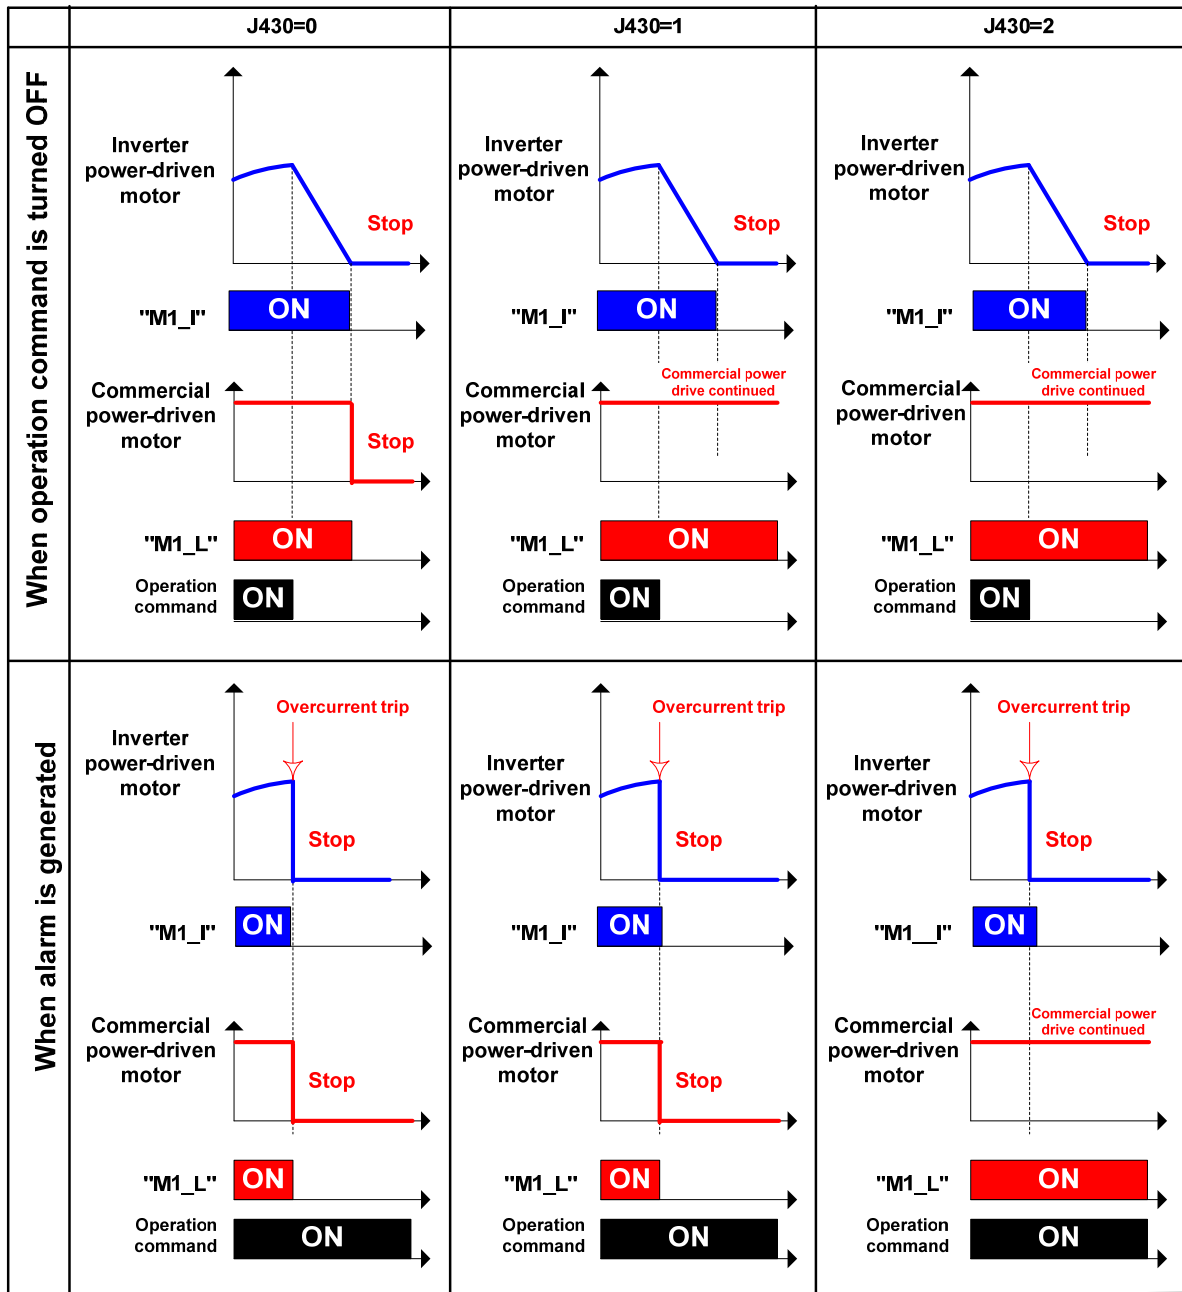 J430=0
J430=1
J430=2
When operation command is turned OFF
Inverter
power-driven
motor
Stop
"M1_I"
ON
Commercial
power-driven
motor
Stop
"M1_L"
ON
Operation
command
ON
Inverter
power-driven
motor
Stop
"M1_I"
ON
Commercial
power-driven
motor
Commercial power
drive continued
"M1_L"
ON
Operation
command
ON
Inverter
power-driven
motor
Stop
"M1_I"
ON
Commercial
power-driven
motor
Commercial power
drive continued
"M1_L"
ON
Operation
command
ON
When alarm is generated
Overcurrent trip
Inverter
power-driven
motor
Stop
"M1_I"
ON
Commercial
power-driven
motor
Stop
"M1_L"
ON
Operation
command
ON
Overcurrent trip
Inverter
power-driven
motor
Stop
"M1_I"
ON
Commercial
power-driven
motor
Stop
"M1_L"
ON
Operation
command
ON
Overcurrent trip
Inverter
power-driven
motor
Stop
"M1__I"
ON
Commercial
power-driven
motor
Commercial power
drive continued
"M1_L"
ON
Operation
command
ON